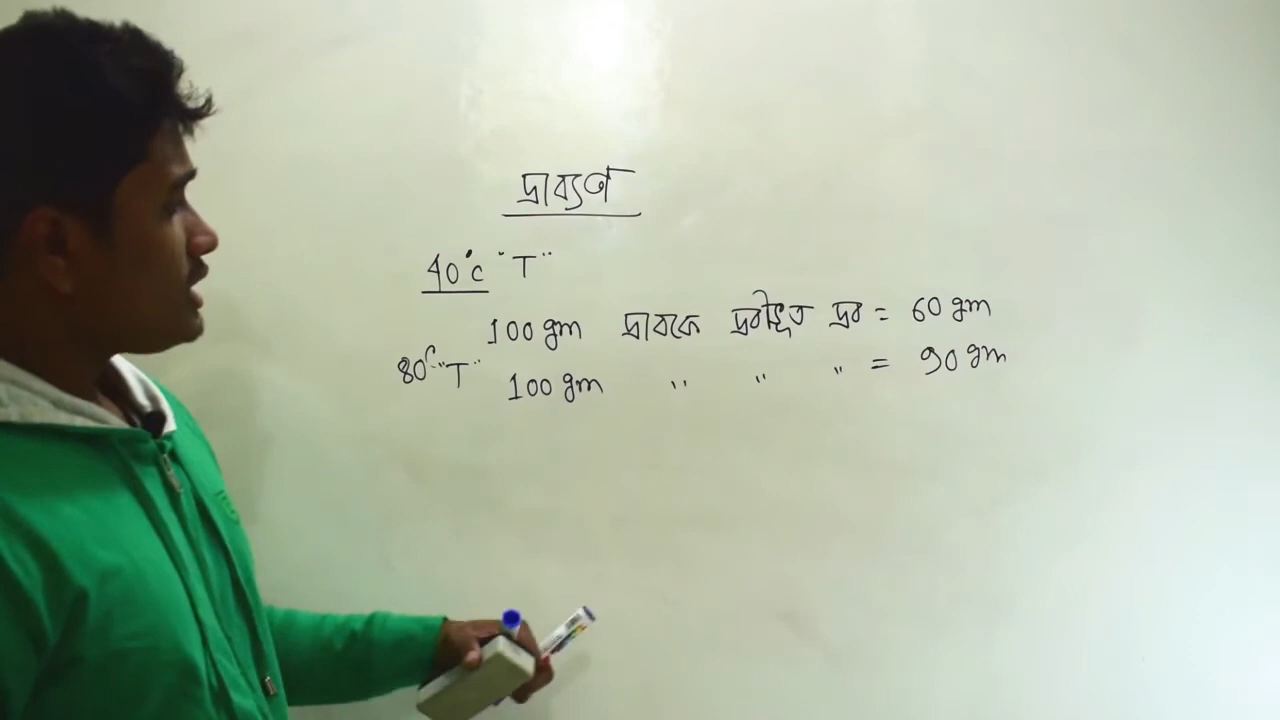 দ্রাব্যতা
40°c "T"
100 gm দ্রাবকে দ্রবীভূত দ্রব = 60 gm
80°c "T" 100 gm " " " = 90 gm